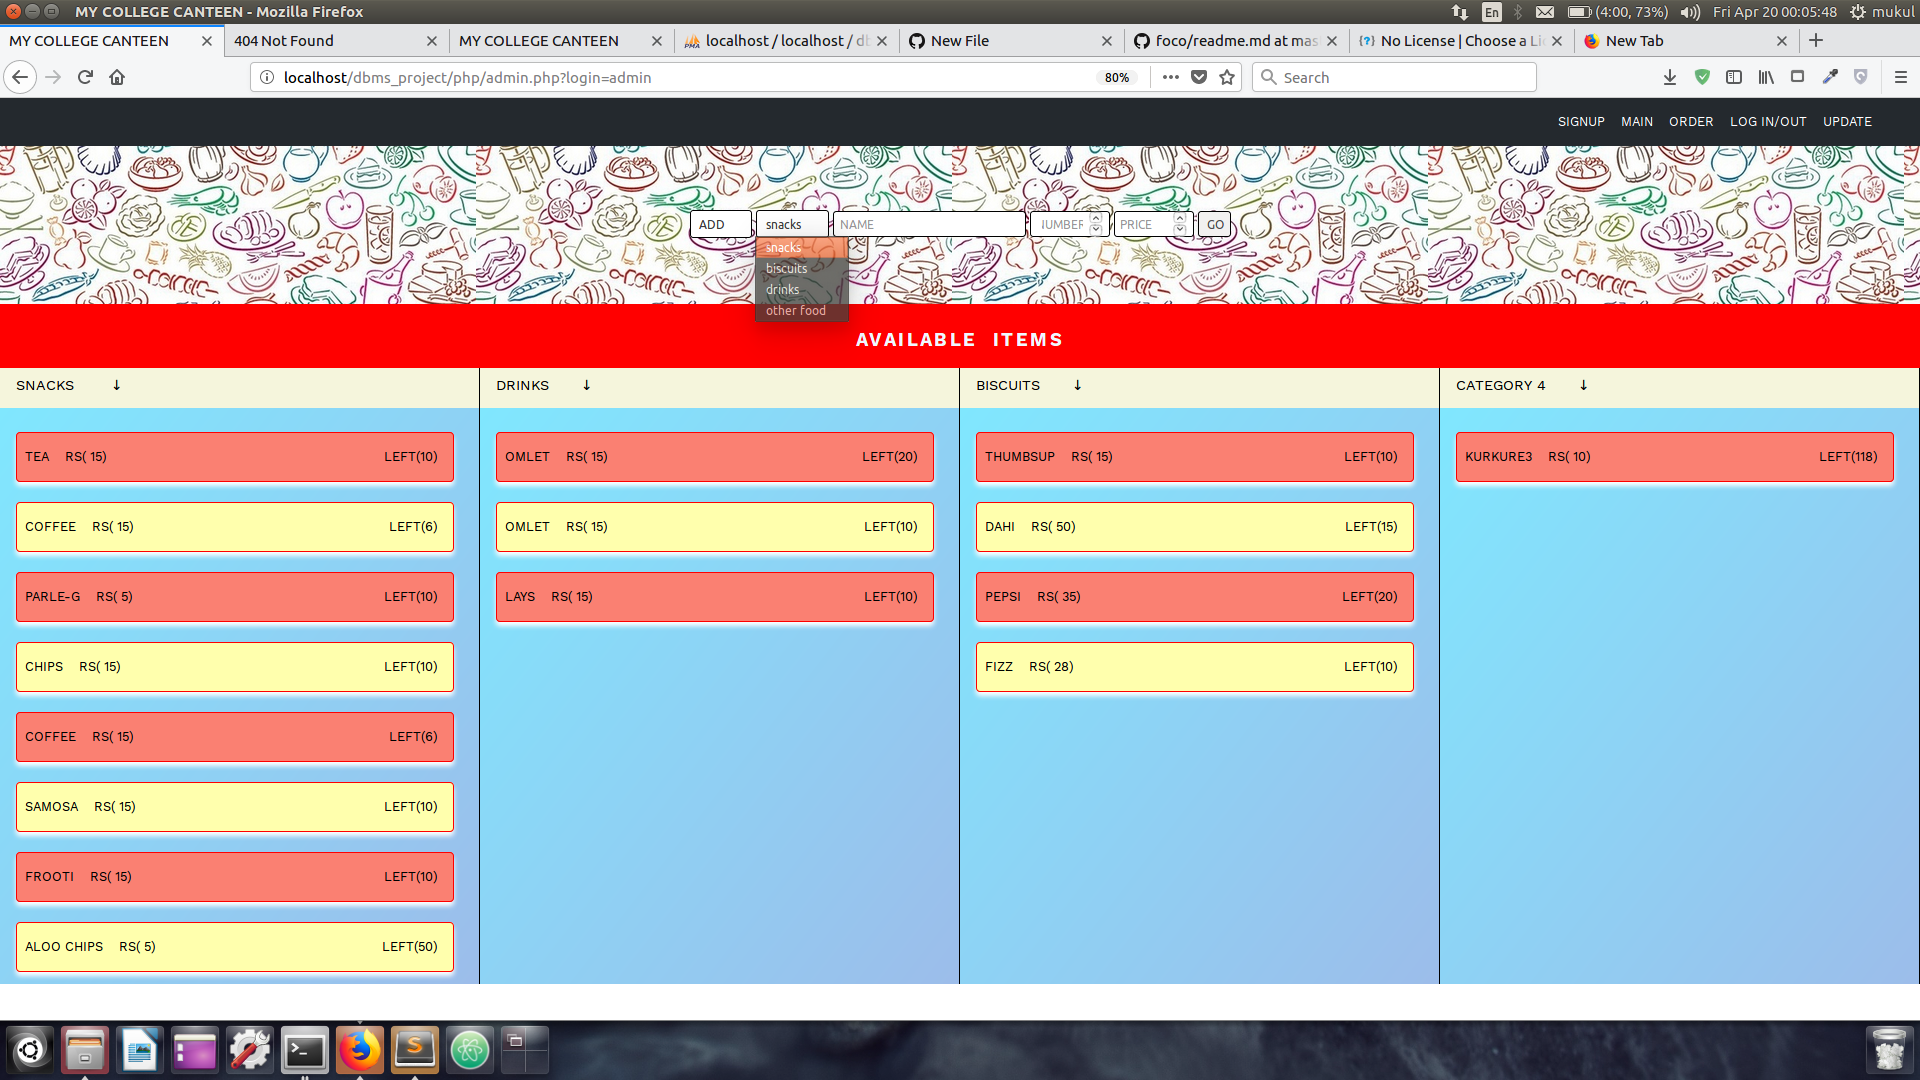 MY COLLEGE CANTEEN - Mozilla Firefox
En
(4:00, 73%)
Fri Apr 20 00:05:48
mukul
MY COLLEGE CANTEEN
404 Not Found
MY COLLEGE CANTEEN
PMA
localhost / localhost / db
New File
foco/readme.md at mas
{?}
No License | Choose a Lic
New Tab
localhost/dbms_project/php/admin.php?login=admin
80%
Search
SIGNUP MAIN ORDER LOG IN/OUT UPDATE
ADD
snacks
NAME
IUMBER
PRICE
GO
snacks
biscuits
drinks
other food
AVAILABLE ITEMS
SNACKS ↓
TEA RS( 15) LEFT(10)
COFFEE RS( 15) LEFT(6)
PARLE-G RS( 5) LEFT(10)
CHIPS RS( 15) LEFT(10)
COFFEE RS( 15) LEFT(6)
SAMOSA RS( 15) LEFT(10)
FROOTI RS( 15) LEFT(10)
ALOO CHIPS RS( 5) LEFT(50)
DRINKS ↓
OMLET RS( 15) LEFT(20)
OMLET RS( 15) LEFT(10)
LAYS RS( 15) LEFT(10)
BISCUITS ↓
THUMBSUP RS( 15) LEFT(10)
DAHI RS( 50) LEFT(15)
PEPSI RS( 35) LEFT(20)
FIZZ RS( 28) LEFT(10)
CATEGORY 4 ↓
KURKURE3 RS( 10) LEFT(118)